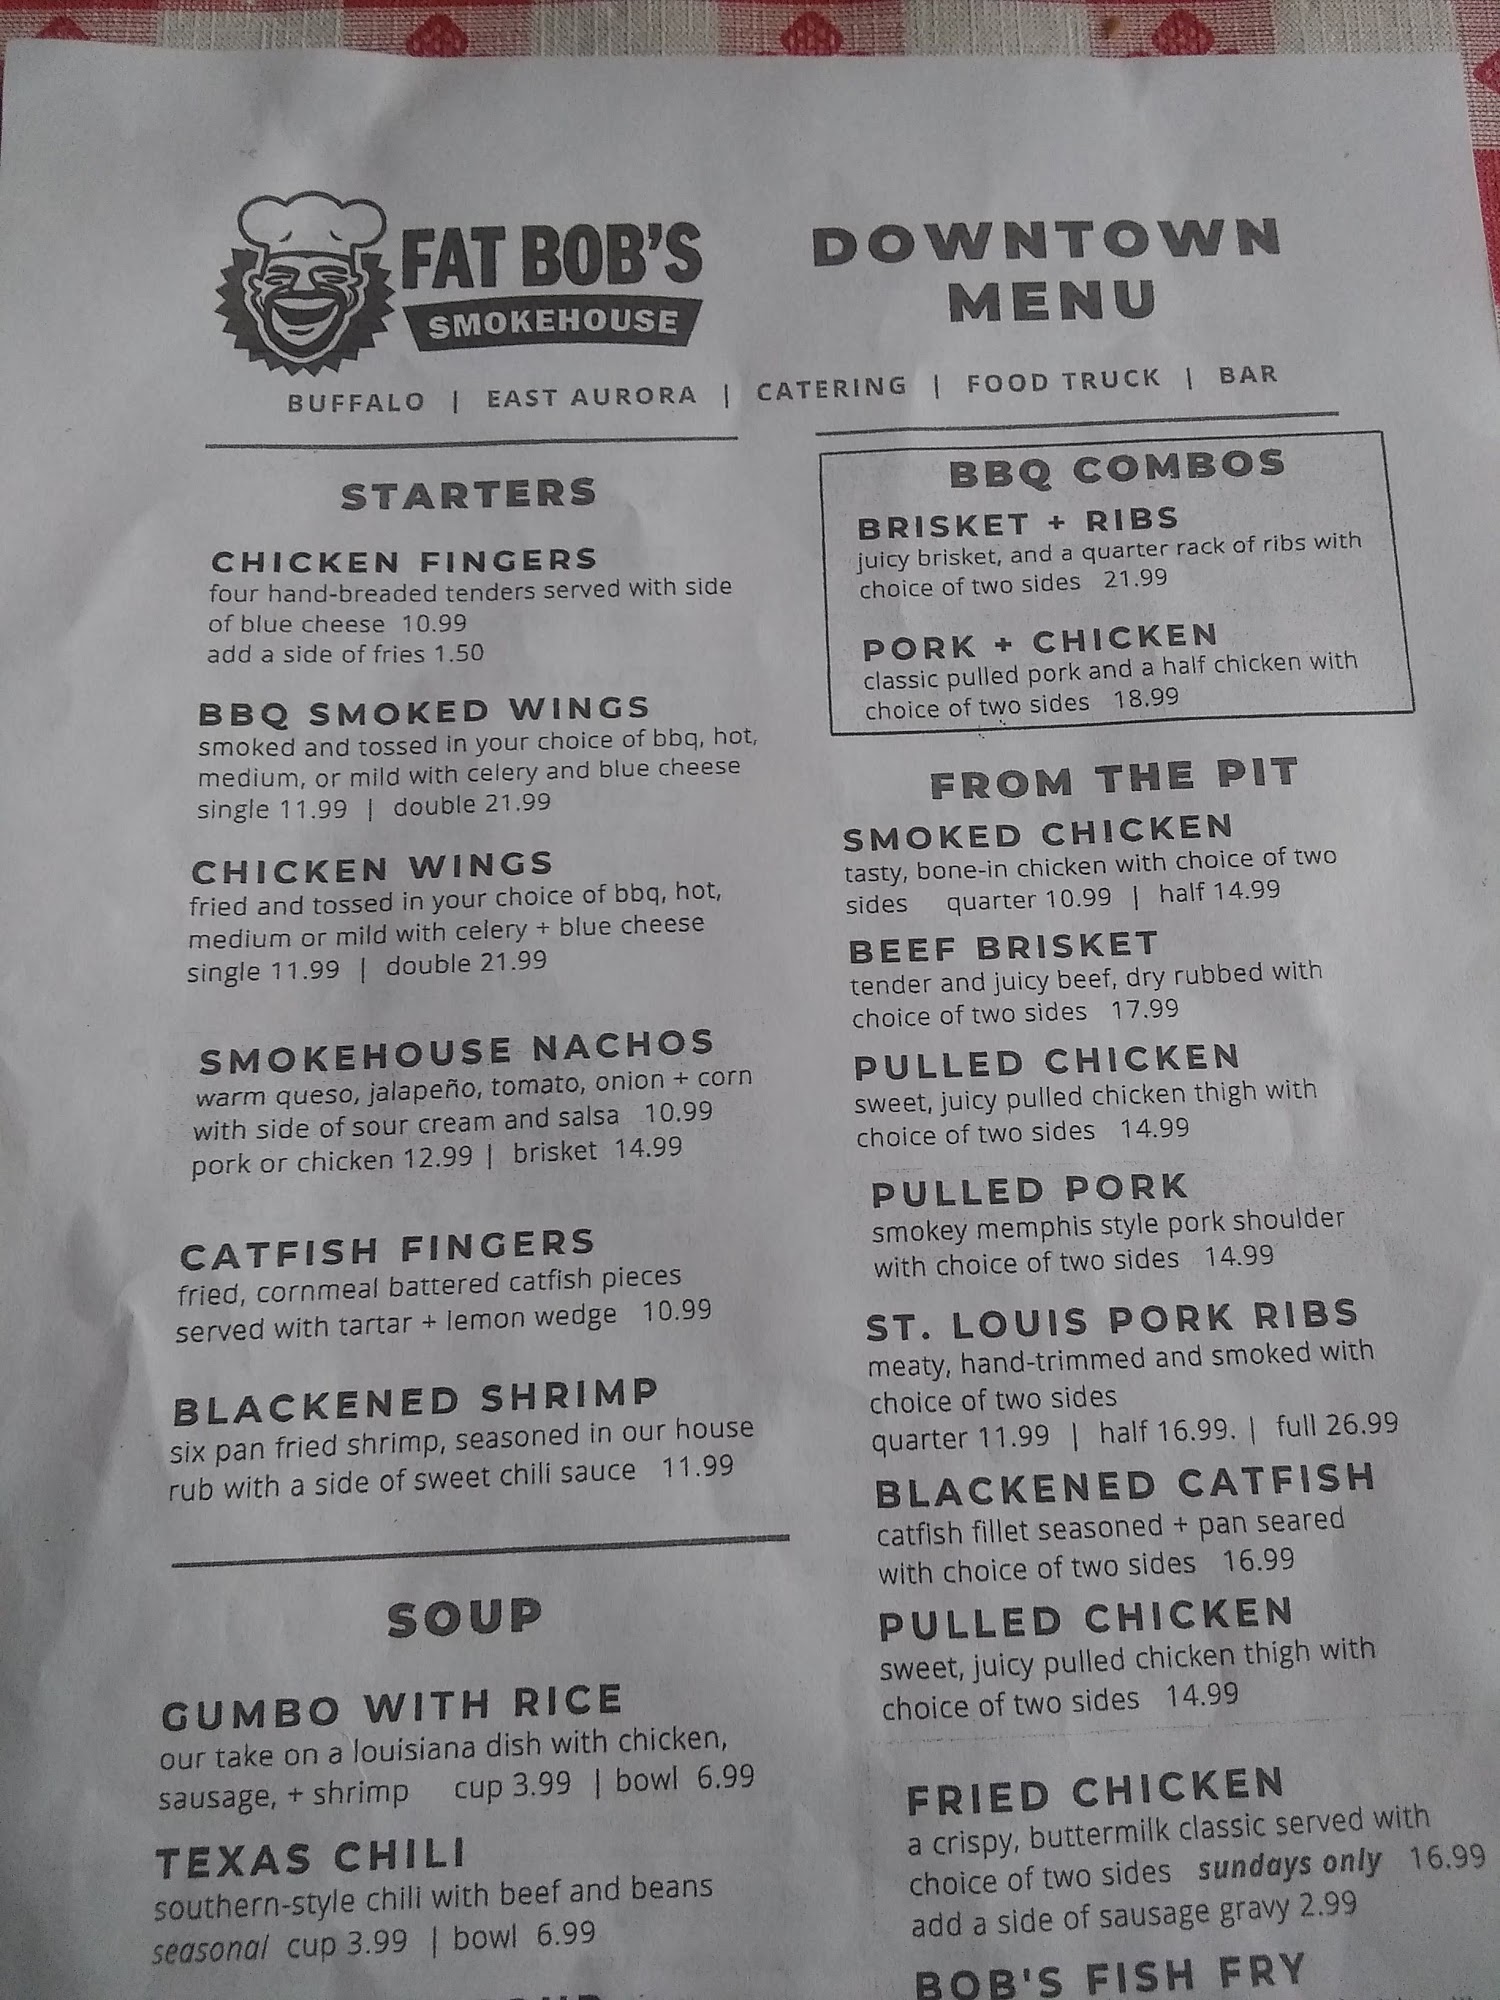 FAT BOB'S
SMOKEHOUSE
DOWNTOWN
MENU
BUFFALO | EAST AURORA | CATERING | FOOD TRUCK | BAR
STARTERS
CHICKEN FINGERS
four hand-breaded tenders served with side
of blue cheese 10.99
add a side of fries 1.50
BBQ SMOKED WINGS
smoked and tossed in your choice of bbq, hot,
medium, or mild with celery and blue cheese
single 11.99 | double 21.99
CHICKEN WINGS
fried and tossed in your choice of bbq, hot,
medium or mild with celery + blue cheese
single 11.99 | double 21.99
SMOKEHOUSE NACHOS
warm queso, jalapeño, tomato, onion + corn
with side of sour cream and salsa 10.99
pork or chicken 12.99 | brisket 14.99
CATFISH FINGERS
fried, cornmeal battered catfish pieces
served with tartar + lemon wedge 10.99
BLACKENED SHRIMP
six pan fried shrimp, seasoned in our house
rub with a side of sweet chili sauce 11.99
SOUP
GUMBO WITH RICE
our take on a louisiana dish with chicken,
sausage, + shrimp cup 3.99 | bowl 6.99
TEXAS CHILI
southern-style chili with beef and beans
seasonal cup 3.99 | bowl 6.99
BBQ COMBOS
BRISKET + RIBS
juicy brisket, and a quarter rack of ribs with
choice of two sides 21.99
PORK + CHICKEN
classic pulled pork and a half chicken with
choice of two sides 18.99
FROM THE PIT
SMOKED CHICKEN
tasty, bone-in chicken with choice of two
sides quarter 10.99 | half 14.99
BEEF BRISKET
tender and juicy beef, dry rubbed with
choice of two sides 17.99
PULLED CHICKEN
sweet, juicy pulled chicken thigh with
choice of two sides 14.99
PULLED PORK
smokey memphis style pork shoulder
with choice of two sides 14.99
ST. LOUIS PORK RIBS
meaty, hand-trimmed and smoked with
choice of two sides
quarter 11.99 | half 16.99. | full 26.99
BLACKENED CATFISH
catfish fillet seasoned + pan seared
with choice of two sides 16.99
PULLED CHICKEN
sweet, juicy pulled chicken thigh with
choice of two sides 14.99
FRIED CHICKEN
a crispy, buttermilk classic served with
choice of two sides sundays only 16.99
add a side of sausage gravy 2.99
BOB'S FISH FRY